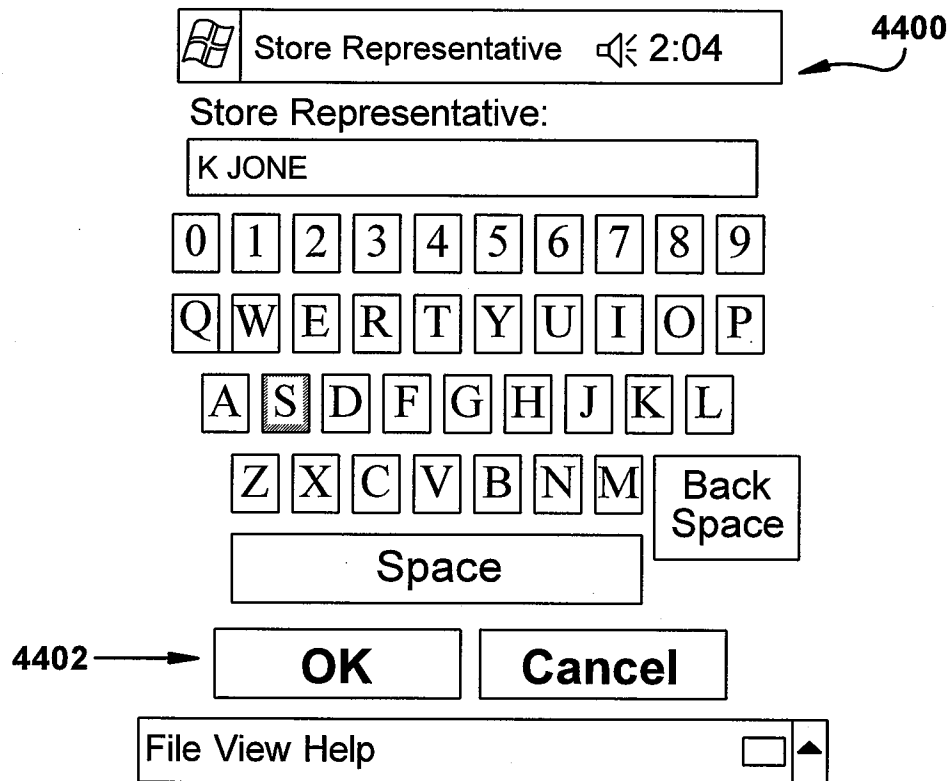 Store Representative 2:04
4400
Store Representative:
K JONE
0 1 2 3 4 5 6 7 8 9
Q W E R T Y U I O P
A S D F G H J K L
Z X C V B N M
Back
Space
Space
4402
OK Cancel
File View Help